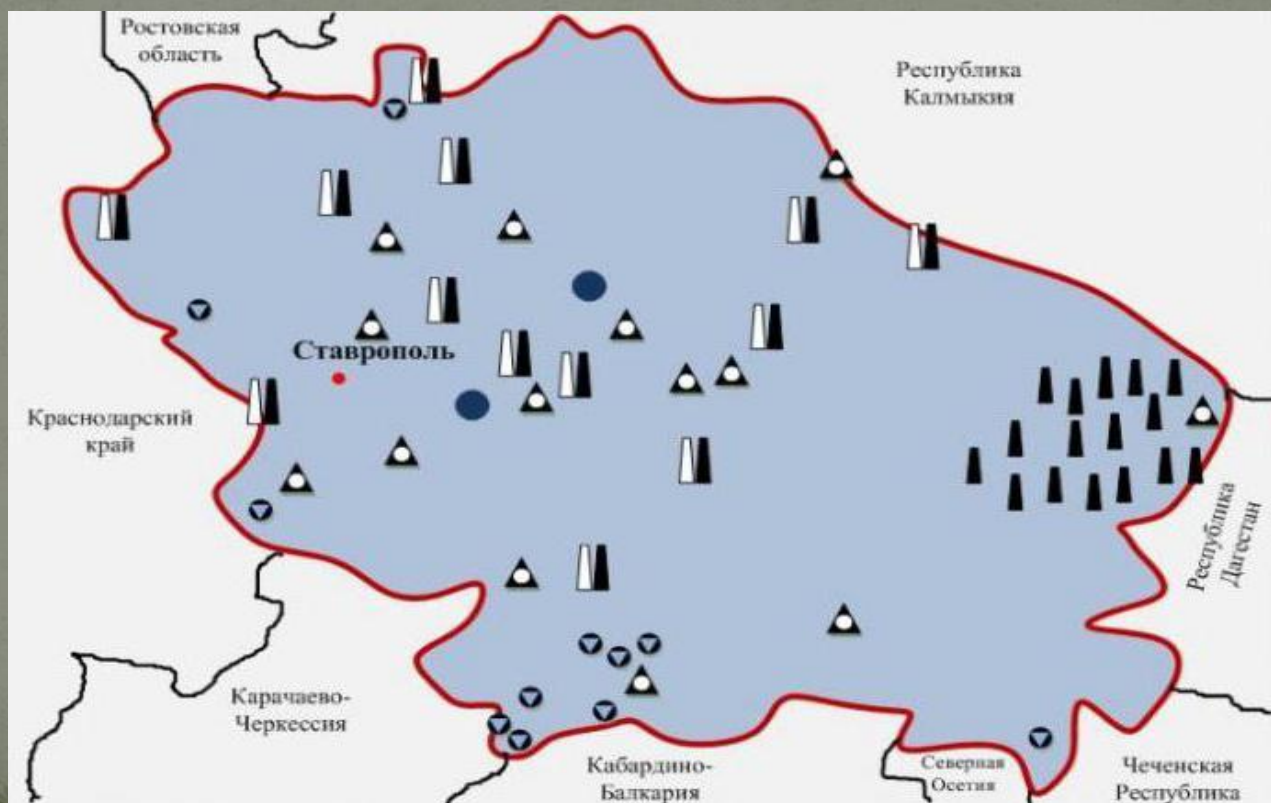 Ростовская
область
Республика
Калмыкия
Ставрополь
Краснодарский
край
Республика
Дагестан
Карачаево-
Черкессия
Кабардино-
Балкария
Северная
Осетия
Чеченская
Республика